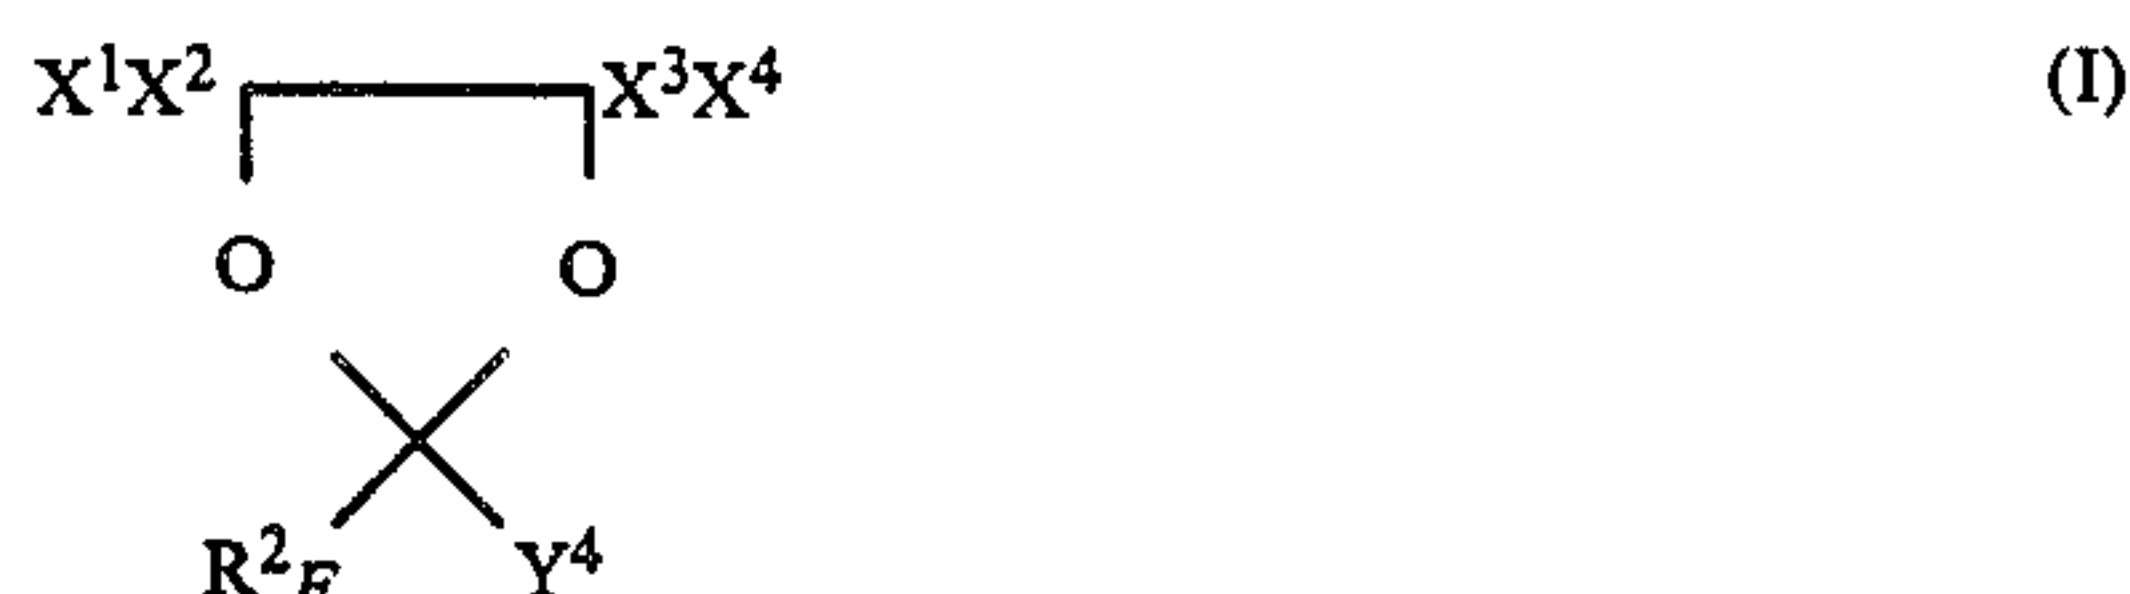 X¹X² X³X⁴ (I)
O O
R²F Y⁴